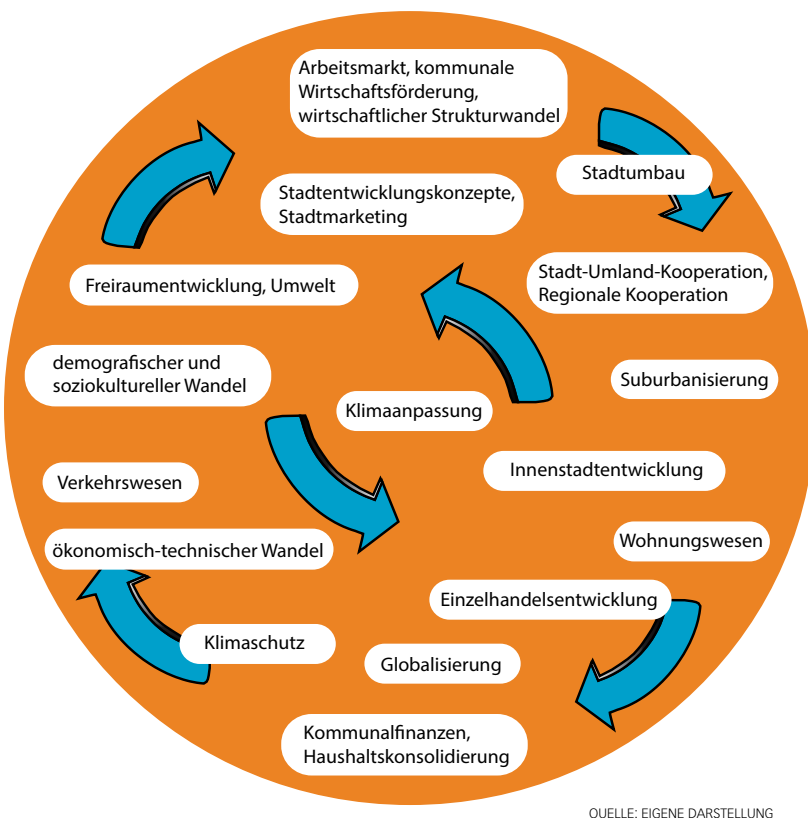 Arbeitsmarkt, kommunale
Wirtschaftsförderung,
wirtschaftlicher Strukturwandel
Stadtumbau
Stadtentwicklungskonzepte,
Stadtmarketing
Stadt-Umland-Kooperation,
Regionale Kooperation
Freiraumentwicklung, Umwelt
demografischer und
soziokultureller Wandel
Suburbanisierung
Klimaanpassung
Innenstadtentwicklung
Verkehrswesen
Wohnungswesen
ökonomisch-technischer Wandel
Einzelhandelsentwicklung
Klimaschutz
Globalisierung
Kommunalfinanzen,
Haushaltskonsolidierung
QUELLE: EIGENE DARSTELLUNG